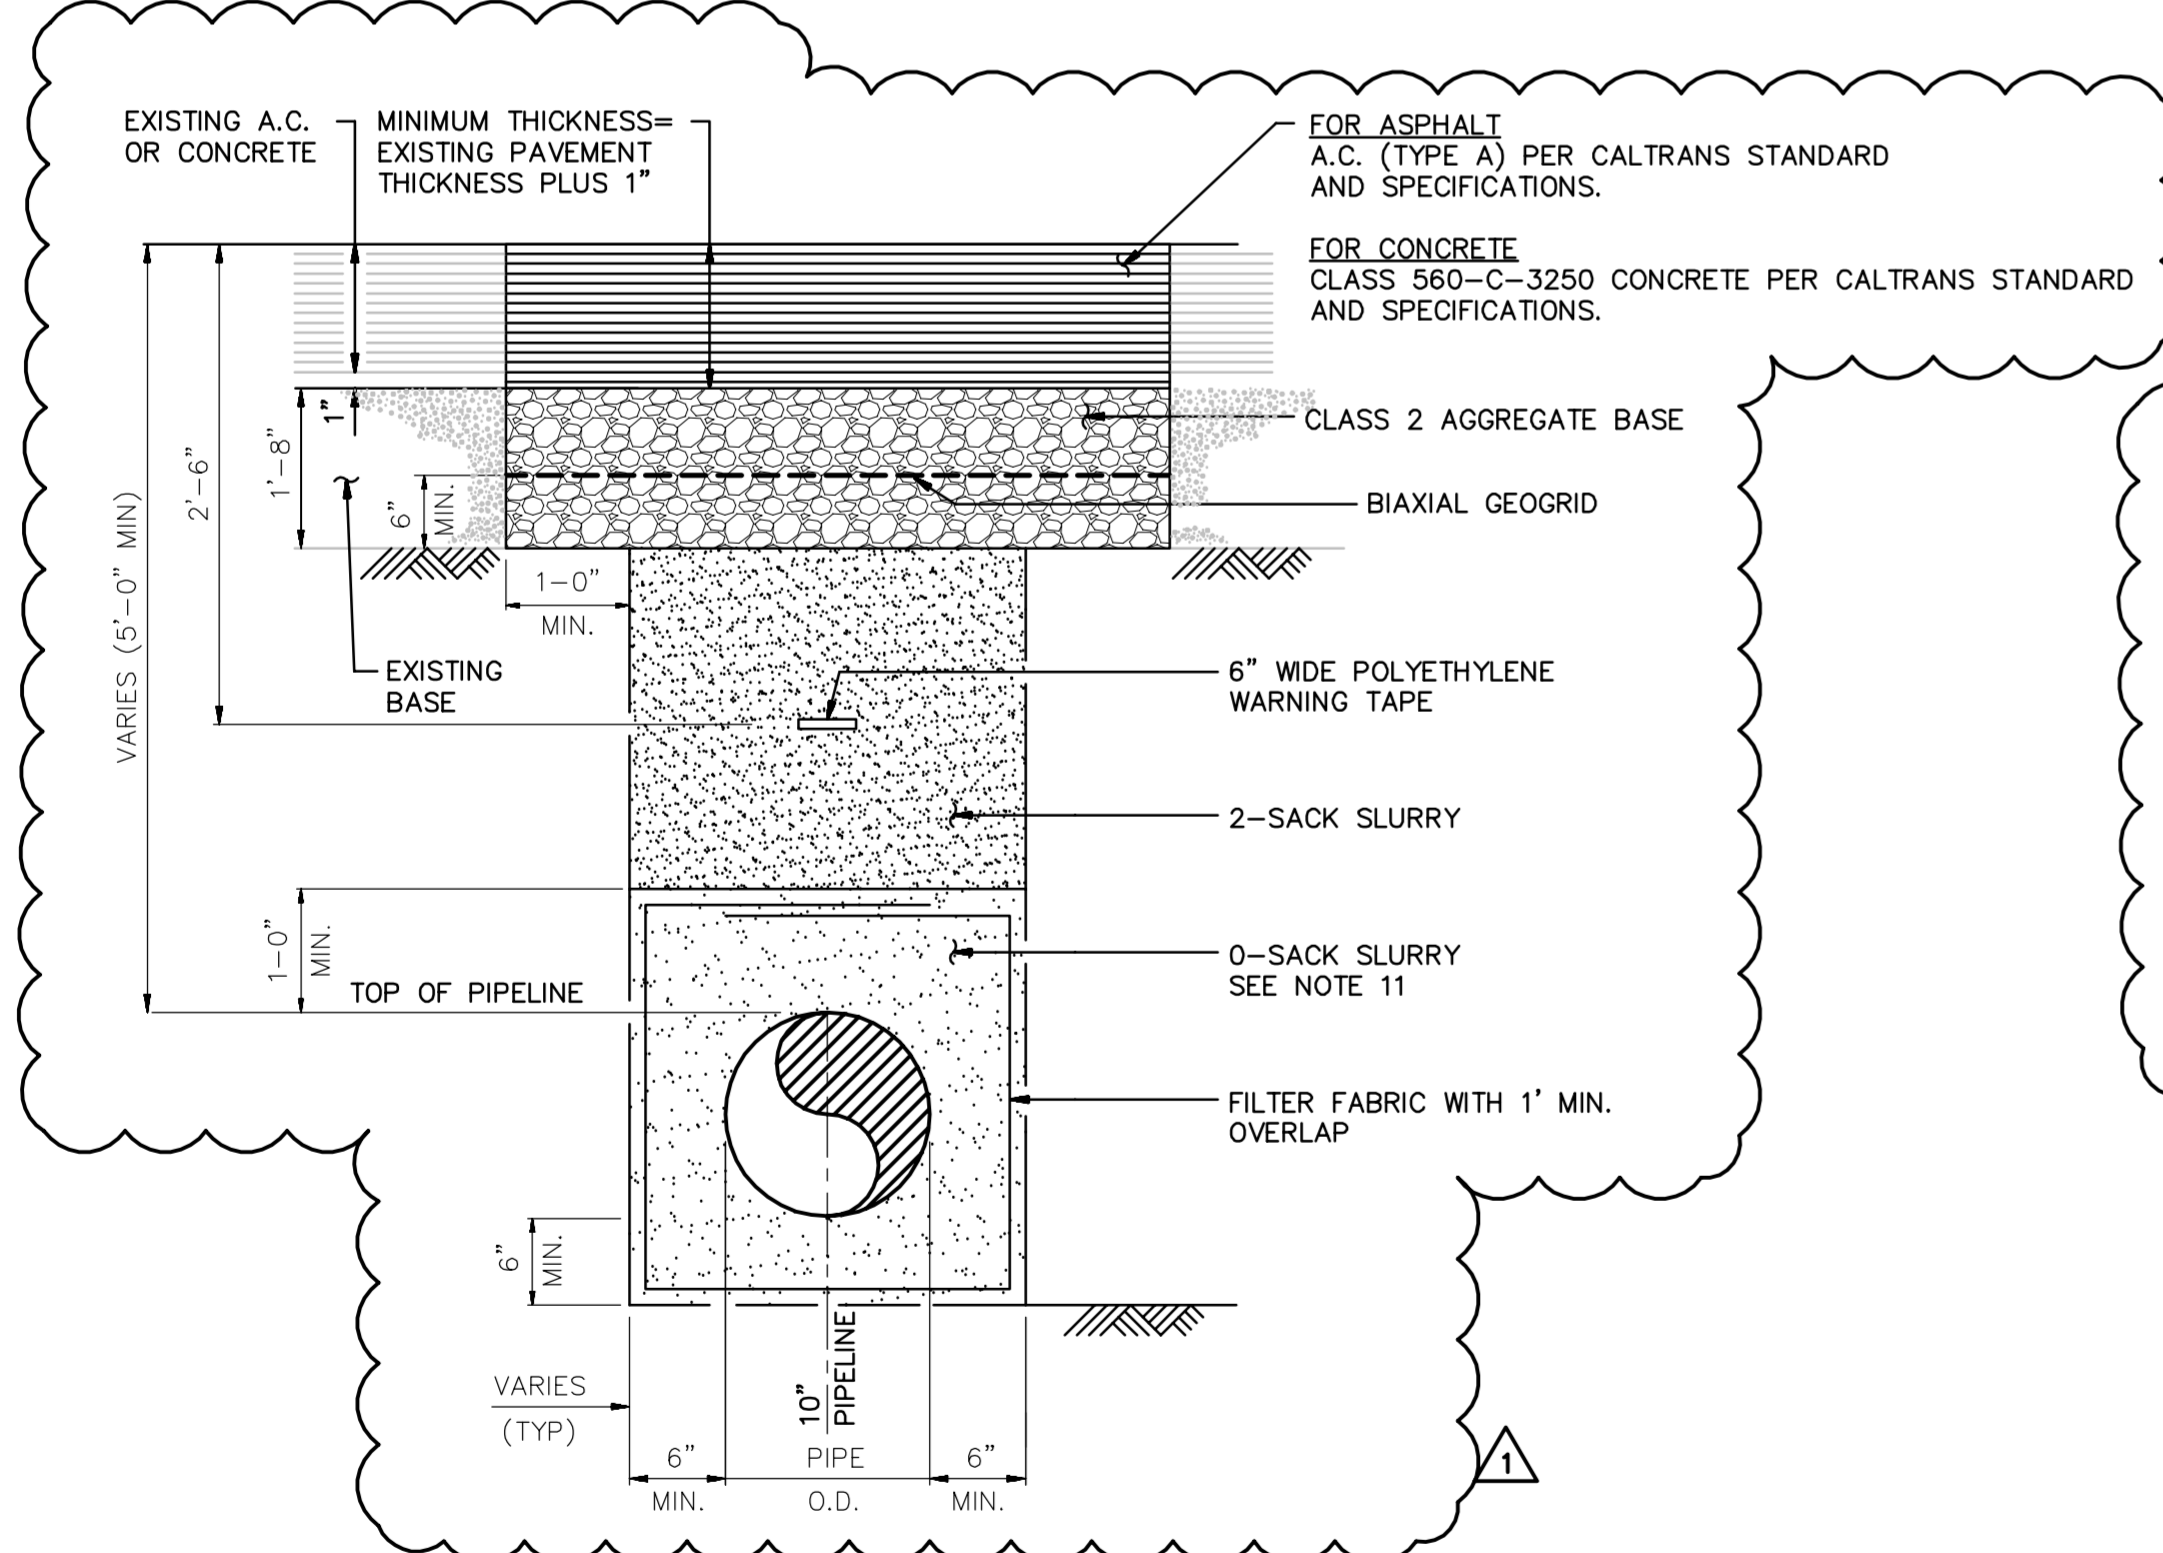 EXISTING A.C.
OR CONCRETE
MINIMUM THICKNESS=
EXISTING PAVEMENT
THICKNESS PLUS 1"
FOR ASPHALT
A.C. (TYPE A) PER CALTRANS STANDARD
AND SPECIFICATIONS.
FOR CONCRETE
CLASS 560-C-3250 CONCRETE PER CALTRANS STANDARD
AND SPECIFICATIONS.
VARIES (5'-0" MIN)
2'-6"
1'-8"
1"
6"
MIN.
CLASS 2 AGGREGATE BASE
BIAXIAL GEOGRID
1-0"
MIN.
EXISTING
BASE
6" WIDE POLYETHYLENE
WARNING TAPE
2-SACK SLURRY
1-0"
MIN.
TOP OF PIPELINE
0-SACK SLURRY
SEE NOTE 11
FILTER FABRIC WITH 1' MIN.
OVERLAP
6"
MIN.
10"
PIPELINE
VARIES
(TYP)
6"
MIN.
PIPE
O.D.
6"
MIN.
1